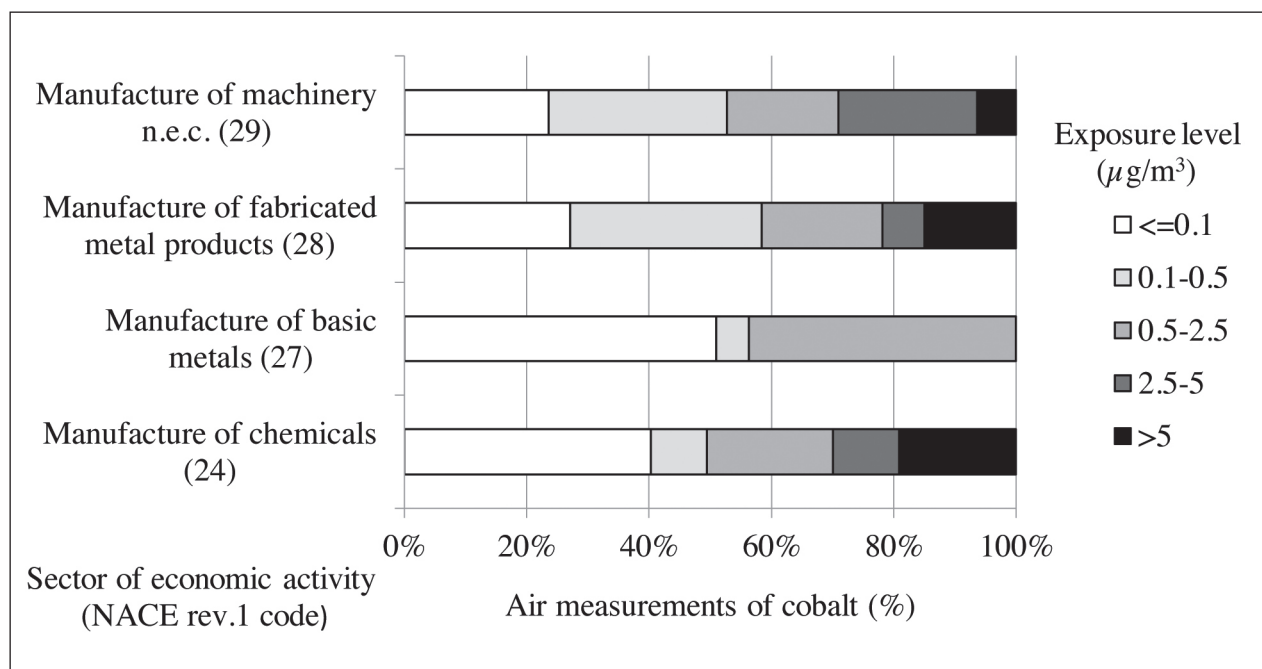 Manufacture of machinery
n.e.c. (29)
Manufacture of fabricated
metal products (28)
Manufacture of basic
metals (27)
Manufacture of chemicals
(24)
0%
20%
40%
60%
80%
100%
Sector of economic activity
(NACE rev.1 code)
Air measurements of cobalt (%)
Exposure level
(µg/m³)
<=0.1
0.1-0.5
0.5-2.5
2.5-5
>5